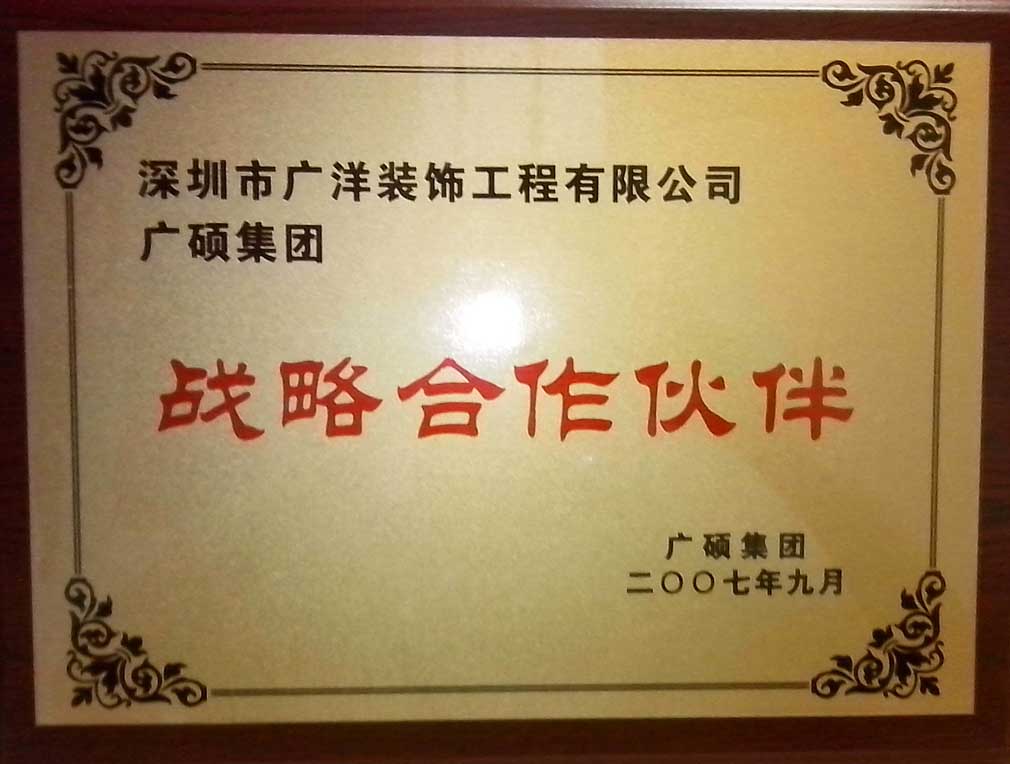 深圳市广洋装饰工程有限公司
广硕集团
战略合作伙伴
广硕集团
二〇〇七年九月